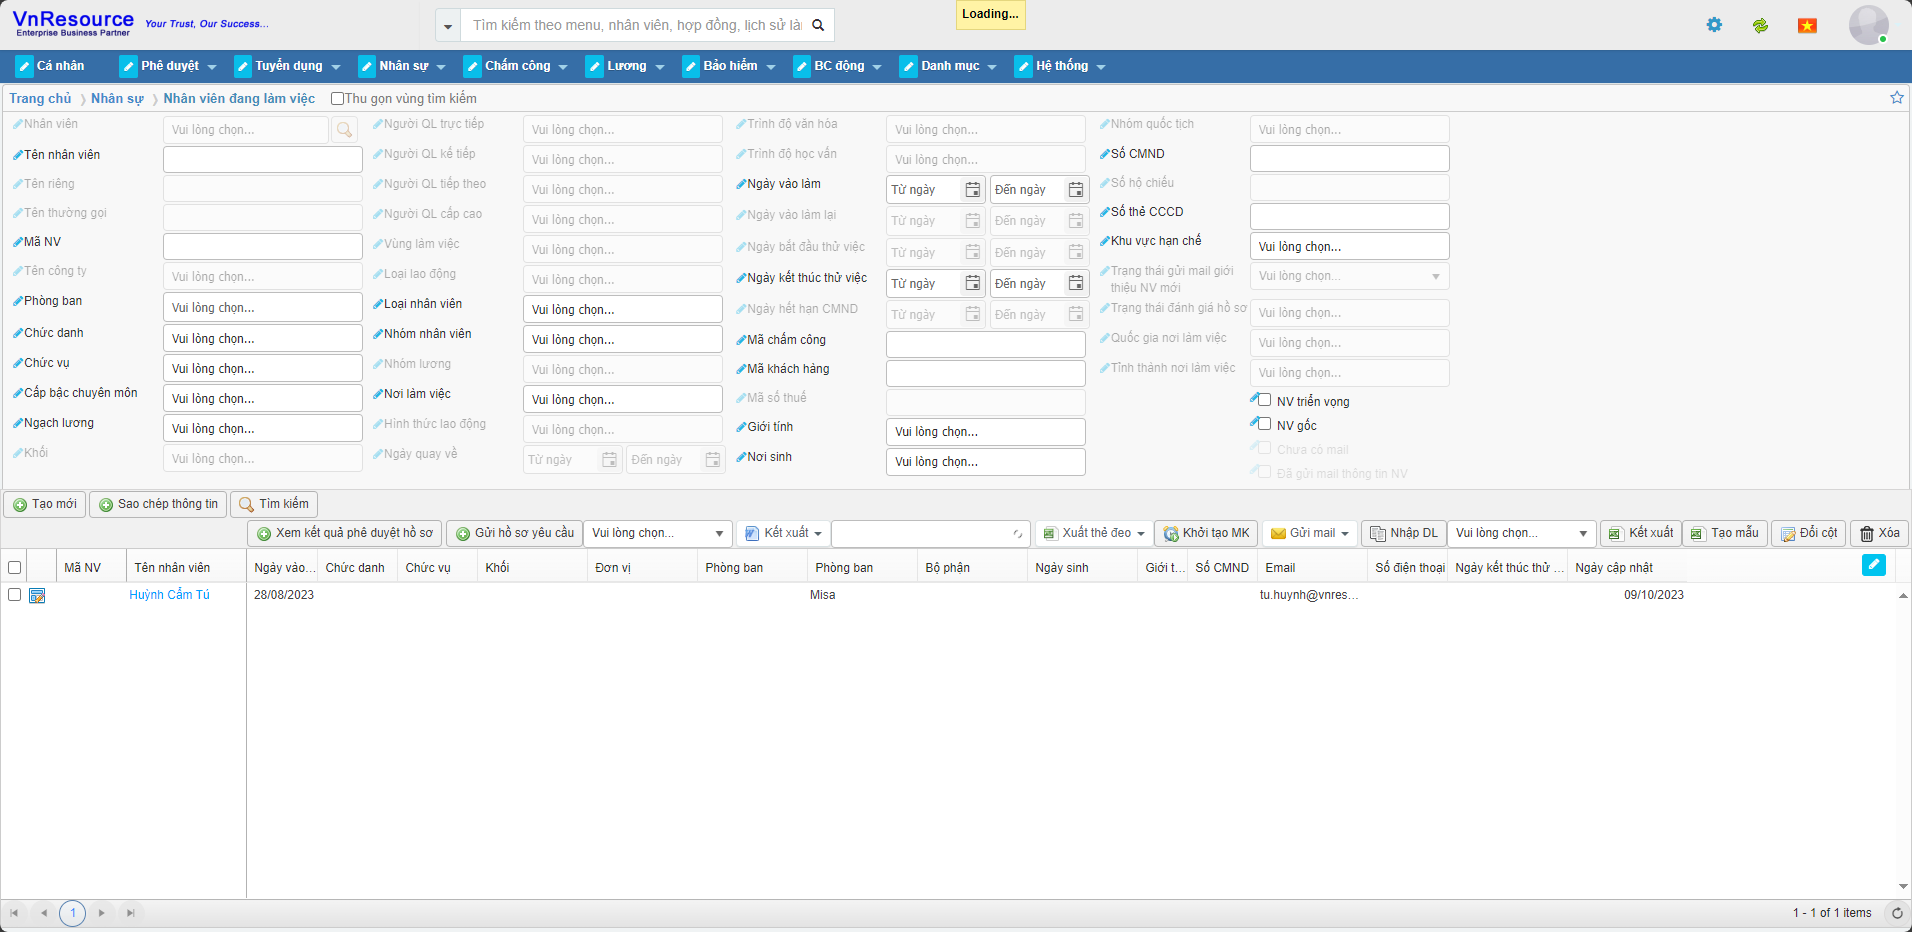 VnResource
Enterprise Business Partner
Your Trust, Our Success...
Tìm kiếm theo menu, nhân viên, hợp đồng, lịch sử là
Loading...
Cá nhân Phê duyệt Tuyển dụng Nhân sự Chấm công Lương Bảo hiểm BC động Danh mục Hệ thống
Trang chủ Nhân sự Nhân viên đang làm việc Thu gọn vùng tìm kiếm
Nhân viên Vui lòng chọn...
Tên nhân viên
Tên riêng
Tên thường gọi
Mã NV
Tên công ty Vui lòng chọn...
Phòng ban Vui lòng chọn...
Chức danh Vui lòng chọn...
Chức vụ Vui lòng chọn...
Cấp bậc chuyên môn Vui lòng chọn...
Ngạch lương Vui lòng chọn...
Khối Vui lòng chọn...
Người QL trực tiếp Vui lòng chọn...
Người QL kế tiếp Vui lòng chọn...
Người QL tiếp theo Vui lòng chọn...
Người QL cấp cao Vui lòng chọn...
Vùng làm việc Vui lòng chọn...
Loại lao động Vui lòng chọn...
Loại nhân viên Vui lòng chọn...
Nhóm nhân viên Vui lòng chọn...
Nhóm lương Vui lòng chọn...
Nơi làm việc Vui lòng chọn...
Hình thức lao động Vui lòng chọn...
Ngày quay về Từ ngày Đến ngày
Trình độ văn hóa Vui lòng chọn...
Trình độ học vấn Vui lòng chọn...
Ngày vào làm Từ ngày Đến ngày
Ngày vào làm lại Từ ngày Đến ngày
Ngày bắt đầu thử việc Từ ngày Đến ngày
Ngày kết thúc thử việc Từ ngày Đến ngày
Ngày hết hạn CMND Từ ngày Đến ngày
Mã chấm công
Mã khách hàng
Mã số thuế
Giới tính Vui lòng chọn...
Nơi sinh Vui lòng chọn...
Nhóm quốc tịch Vui lòng chọn...
Số CMND
Số hộ chiếu
Số thẻ CCCD
Khu vực hạn chế Vui lòng chọn...
Trạng thái gửi mail giới
thiệu NV mới Vui lòng chọn...
Trạng thái đánh giá hồ sơ Vui lòng chọn...
Quốc gia nơi làm việc Vui lòng chọn...
Tỉnh thành nơi làm việc Vui lòng chọn...
NV triển vọng
NV gốc
Chưa có mail
Đã gửi mail thông tin NV
Tạo mới Sao chép thông tin Tìm kiếm
Xem kết quả phê duyệt hồ sơ Gửi hồ sơ yêu cầu Vui lòng chọn... Kết xuất Xuất thẻ đeo Khởi tạo MK Gửi mail Nhập DL Vui lòng chọn... Kết xuất Tạo mẫu Đổi cột Xóa
Mã NV Tên nhân viên Ngày vào... Chức danh Chức vụ Khối Đơn vị Phòng ban Phòng ban Bộ phận Ngày sinh Giới t... Số CMND Email Số điện thoại Ngày kết thúc thử ... Ngày cập nhật
Huỳnh Cẩm Tú 28/08/2023 Misa tu.huynh@vnres... 09/10/2023
1 1 - 1 of 1 items